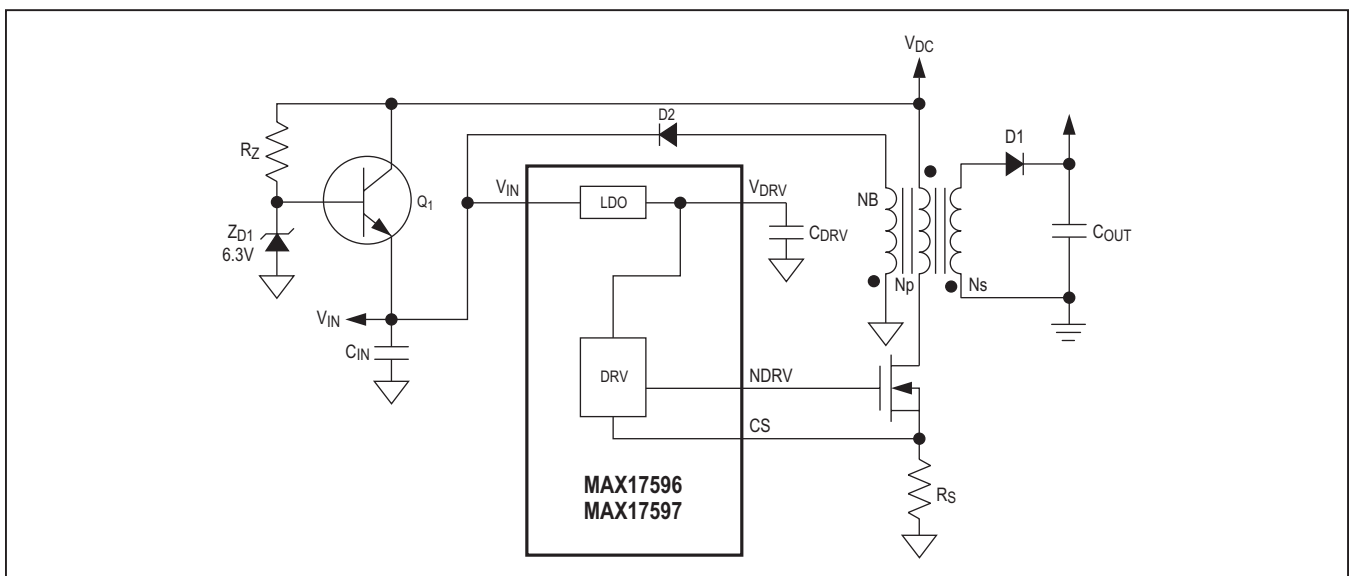 VDC
D2
D1
RZ
VIN
VDRV
LDO
NB
Q1
ZD1
6.3V
CDRV
COUT
Np
Ns
VIN
CIN
DRV
NDRV
CS
MAX17596
MAX17597
RS